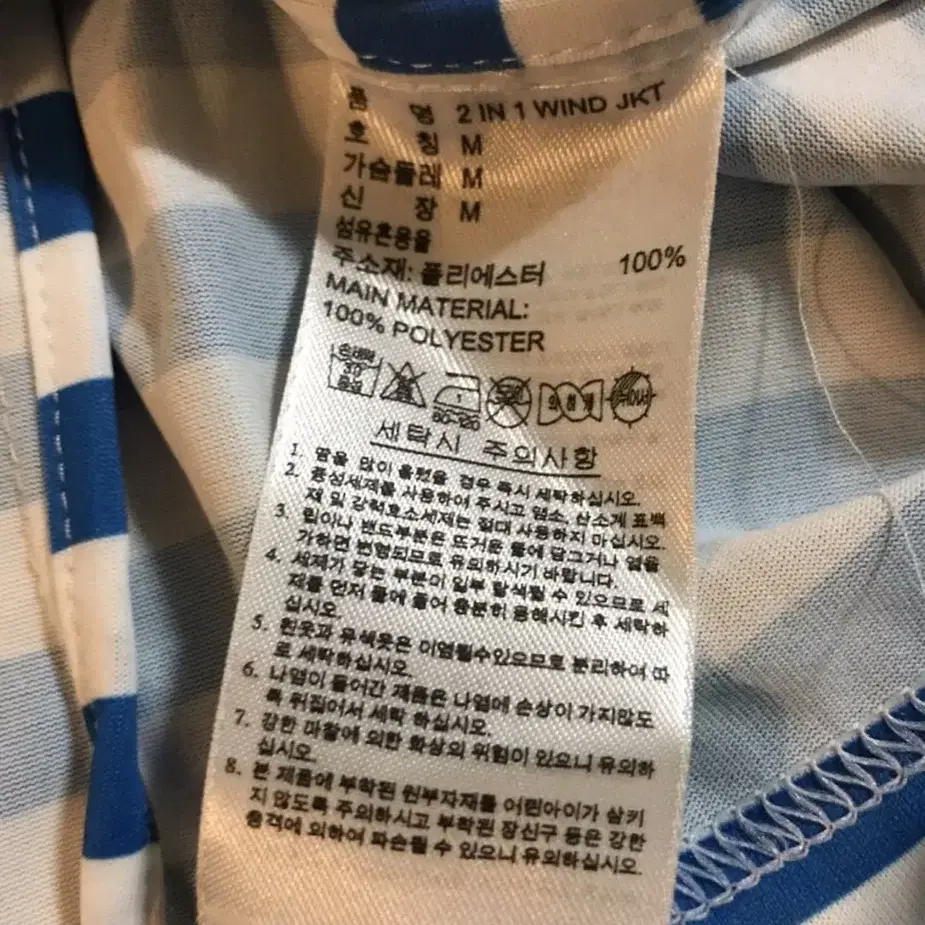 품 명 2 IN 1 WIND JKT
호 칭 M
가슴둘레 M
신 장 M
섬유혼용율
주소재: 폴리에스터 100%
MAIN MATERIAL:
100% POLYESTER
손세탁 30 중성 1 80~120 드라이
세탁시 주의사항
1. 땀을 많이 흘렸을 경우 즉시 세탁하십시오.
2. 중성세제를 사용하여 주시고 염소, 산소계 표백
제 및 강력효소세제는 절대 사용하지 마십시오.
3. 립이나 밴드부분은 뜨거운 물에 담그거나 열을
가하면 변형되므로 유의하시기 바랍니다.
4. 세제가 닿는 부분이 일부 탈색될 수 있으므로 세
제를 먼저 물에 풀어 충분히 용해시킨 후 세탁하
십시오.
5. 흰옷과 유색옷은 이염될수있으므로 분리하여 따
로 세탁하십시오.
6. 나염이 들어간 제품은 나염에 손상이 가지않도
록 뒤집어서 세탁 하십시오.
7. 강한 마찰에 의한 화상의 위험이 있으니 유의하
십시오.
8. 본 제품에 부착된 원부자재를 어린아이가 삼키
지 않도록 주의하시고 부착된 장신구 등은 강한
충격에 의하여 파손될 수 있으니 유의하십시오.